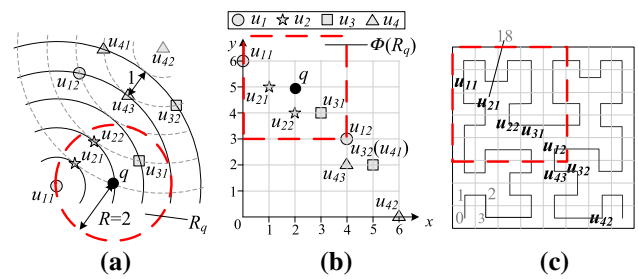 u1 u2 u3 u4
u41
u42
u12
1
u43
u32
u22
u21
q
u31
u11
R=2
Rq
(a)
y
u11
Φ(Rq)
6
5
4
3
2
1
0
q
u21
u22
u31
u12
u32(u41)
u43
u42
0 1 2 3 4 5 6 x
(b)
18
u11
u21
u22 u31
u12
u32
u43
1 2
0 3
u42
(c)